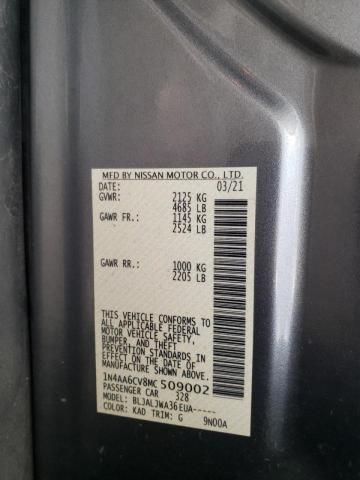 MFD BY NISSAN MOTOR CO., LTD.
DATE: 03/21
GVWR: 2125 KG
4685 LB
GAWR FR.: 1145 KG
2524 LB
GAWR RR.: 1000 KG
2205 LB
THIS VEHICLE CONFORMS TO
ALL APPLICABLE FEDERAL
MOTOR VEHICLE SAFETY,
BUMPER, AND THEFT
PREVENTION STANDARDS
IN EFFECT ON THE DATE OF
MANUFACTURE SHOWN ABOVE.
1N4AA6CV8MC509002
PASSENGER CAR 328
MODEL: BLJALJWA36EUA-----
COLOR: KAD TRIM: G 9N00A